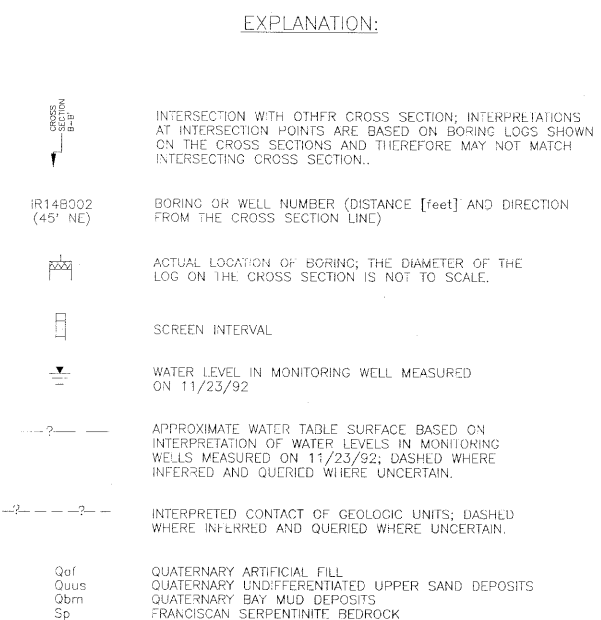 EXPLANATION:
CROSS
SECTION
B-B'
INTERSECTION WITH OTHER CROSS SECTION; INTERPRETATIONS
AT INTERSECTION POINTS ARE BASED ON BORING LOGS SHOWN
ON THE CROSS SECTIONS AND THEREFORE MAY NOT MATCH
INTERSECTING CROSS SECTION..
IR14B002
(45' NE)
BORING OR WELL NUMBER (DISTANCE [feet] AND DIRECTION
FROM THE CROSS SECTION LINE)
ACTUAL LOCATION OF BORING; THE DIAMETER OF THE
LOG ON THE CROSS SECTION IS NOT TO SCALE.
SCREEN INTERVAL
WATER LEVEL IN MONITORING WELL MEASURED
ON 11/23/92
?
APPROXIMATE WATER TABLE SURFACE BASED ON
INTERPRETATION OF WATER LEVELS IN MONITORING
WELLS MEASURED ON 11/23/92; DASHED WHERE
INFERRED AND QUERIED WHERE UNCERTAIN.
? ?
INTERPRETED CONTACT OF GEOLOGIC UNITS; DASHED
WHERE INFERRED AND QUERIED WHERE UNCERTAIN.
Qaf QUATERNARY ARTIFICIAL FILL
Quus QUATERNARY UNDIFFERENTIATED UPPER SAND DEPOSITS
Qbm QUATERNARY BAY MUD DEPOSITS
Sp FRANCISCAN SERPENTINITE BEDROCK